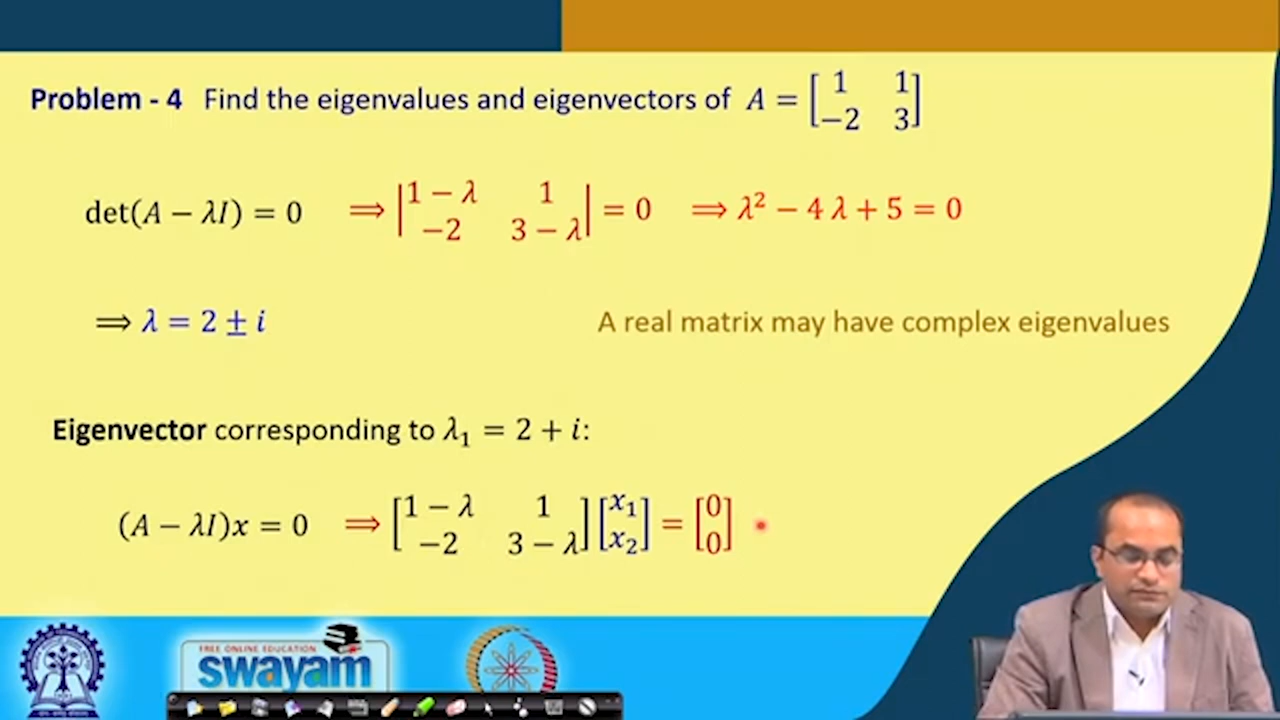 Problem - 4 Find the eigenvalues and eigenvectors of A = [1 1; −2 3]
det(A − λI) = 0 ⟹ |1 − λ 1; −2 3 − λ| = 0 ⟹ λ² − 4 λ + 5 = 0
⟹ λ = 2 ± i A real matrix may have complex eigenvalues
Eigenvector corresponding to λ₁ = 2 + i:
(A − λI)x = 0 ⟹ [1 − λ 1; −2 3 − λ] [x₁; x₂] = [0; 0]
FREE ONLINE EDUCATION
swayam